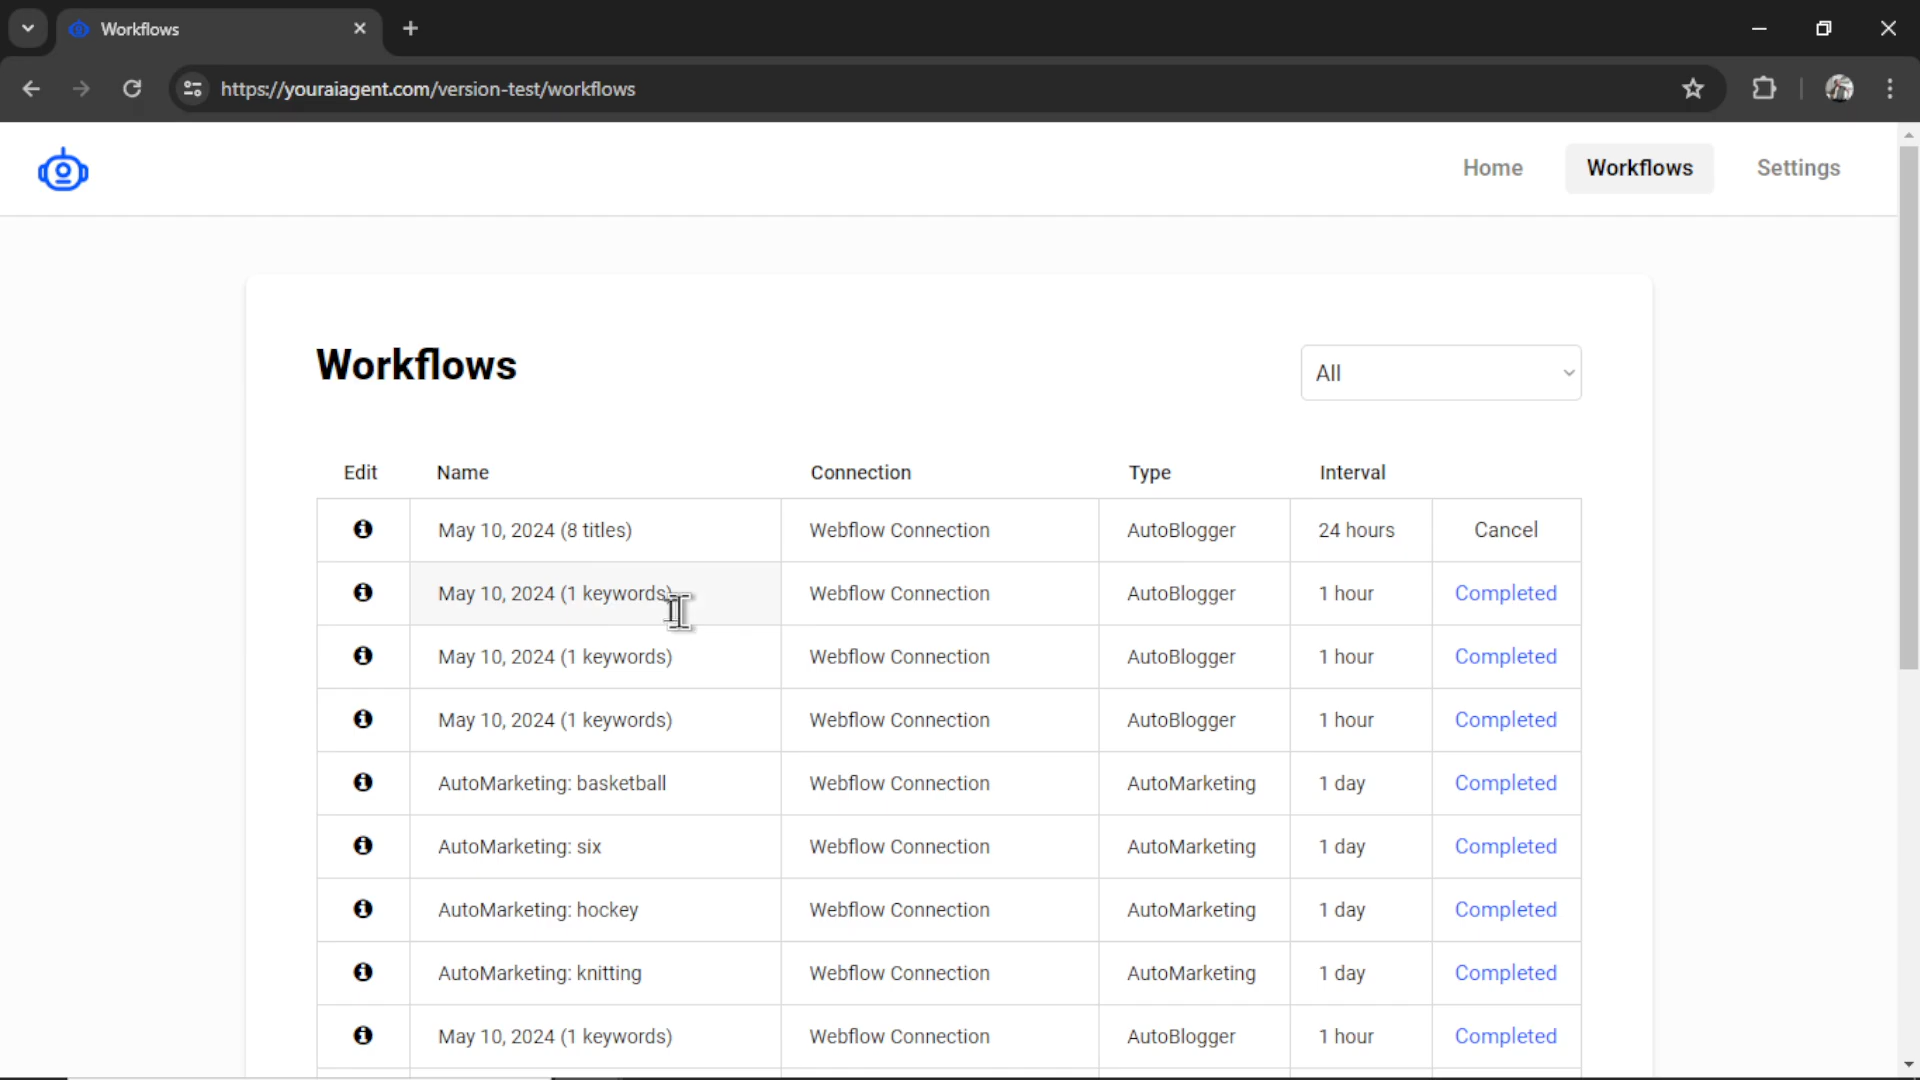 Workflows
https://youraiagent.com/version-test/workflows
Home Workflows Settings
Workflows
All
Edit Name Connection Type Interval
May 10, 2024 (8 titles) Webflow Connection AutoBlogger 24 hours Cancel
May 10, 2024 (1 keywords) Webflow Connection AutoBlogger 1 hour Completed
May 10, 2024 (1 keywords) Webflow Connection AutoBlogger 1 hour Completed
May 10, 2024 (1 keywords) Webflow Connection AutoBlogger 1 hour Completed
AutoMarketing: basketball Webflow Connection AutoMarketing 1 day Completed
AutoMarketing: six Webflow Connection AutoMarketing 1 day Completed
AutoMarketing: hockey Webflow Connection AutoMarketing 1 day Completed
AutoMarketing: knitting Webflow Connection AutoMarketing 1 day Completed
May 10, 2024 (1 keywords) Webflow Connection AutoBlogger 1 hour Completed